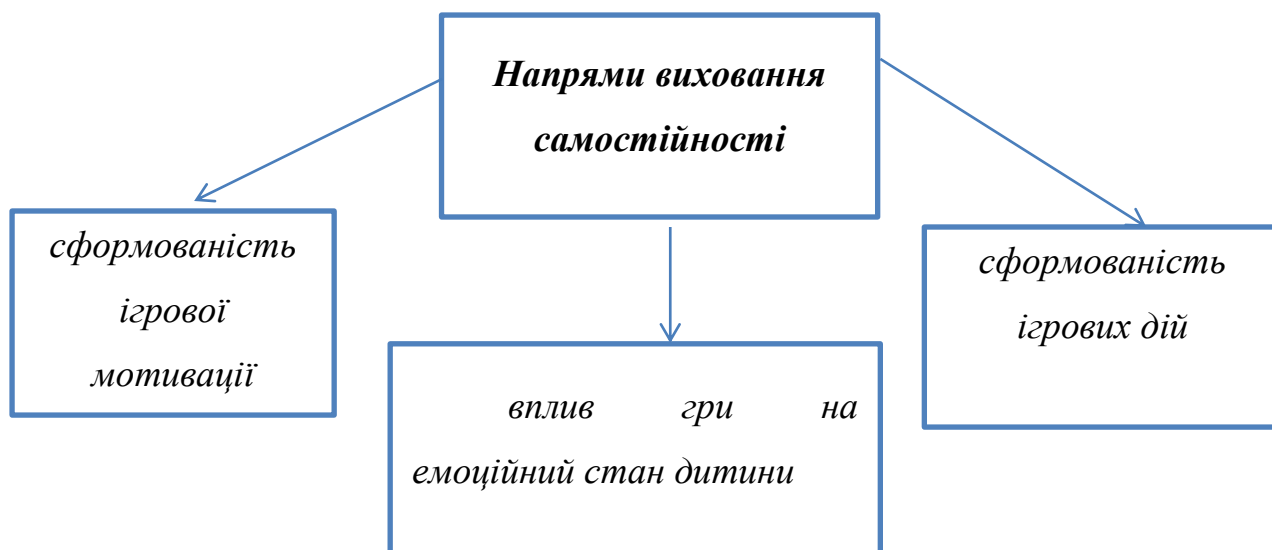 Напрями виховання
самостійності
сформованість
ігрової
мотивації
вплив гри на
емоційний стан дитини
сформованість
ігрових дій